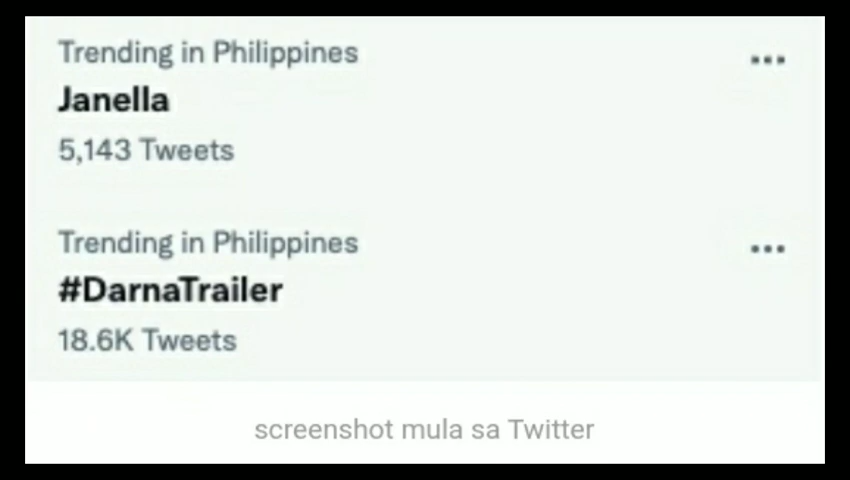 Trending in Philippines
Janella
5,143 Tweets
Trending in Philippines
#DarnaTrailer
18.6K Tweets
screenshot mula sa Twitter